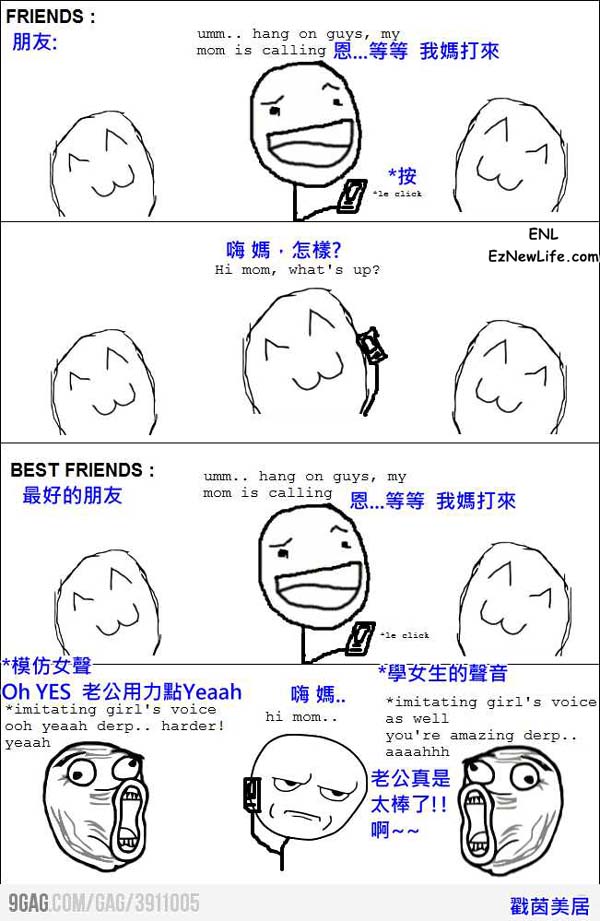 FRIENDS :
朋友:
umm.. hang on guys, my
mom is calling
恩...等等 我媽打來
*按
*le click
ENL
EzNewLife.com
嗨 媽，怎樣?
Hi mom, what's up?
BEST FRIENDS :
最好的朋友
umm.. hang on guys, my
mom is calling
恩...等等 我媽打來
*le click
*模仿女聲
Oh YES 老公用力點Yeaah
*imitating girl's voice
ooh yeaah derp.. harder!
yeaah
嗨 媽..
hi mom..
*學女生的聲音
*imitating girl's voice
as well
you're amazing derp..
aaaahhh
老公真是
太棒了!!
啊~~
9GAG.COM/GAG/3911005
戳茵美居